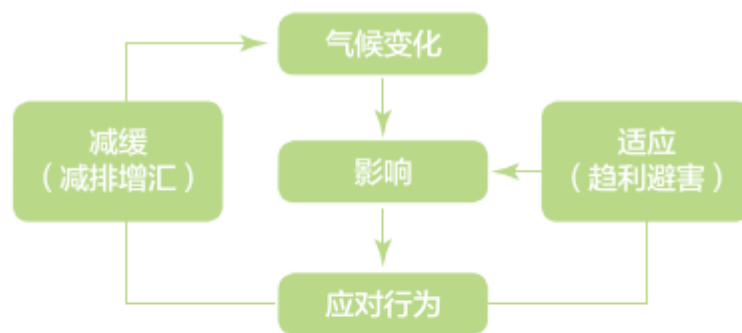 气候变化
减缓
（减排增汇）
影响
适应
（趋利避害）
应对行为